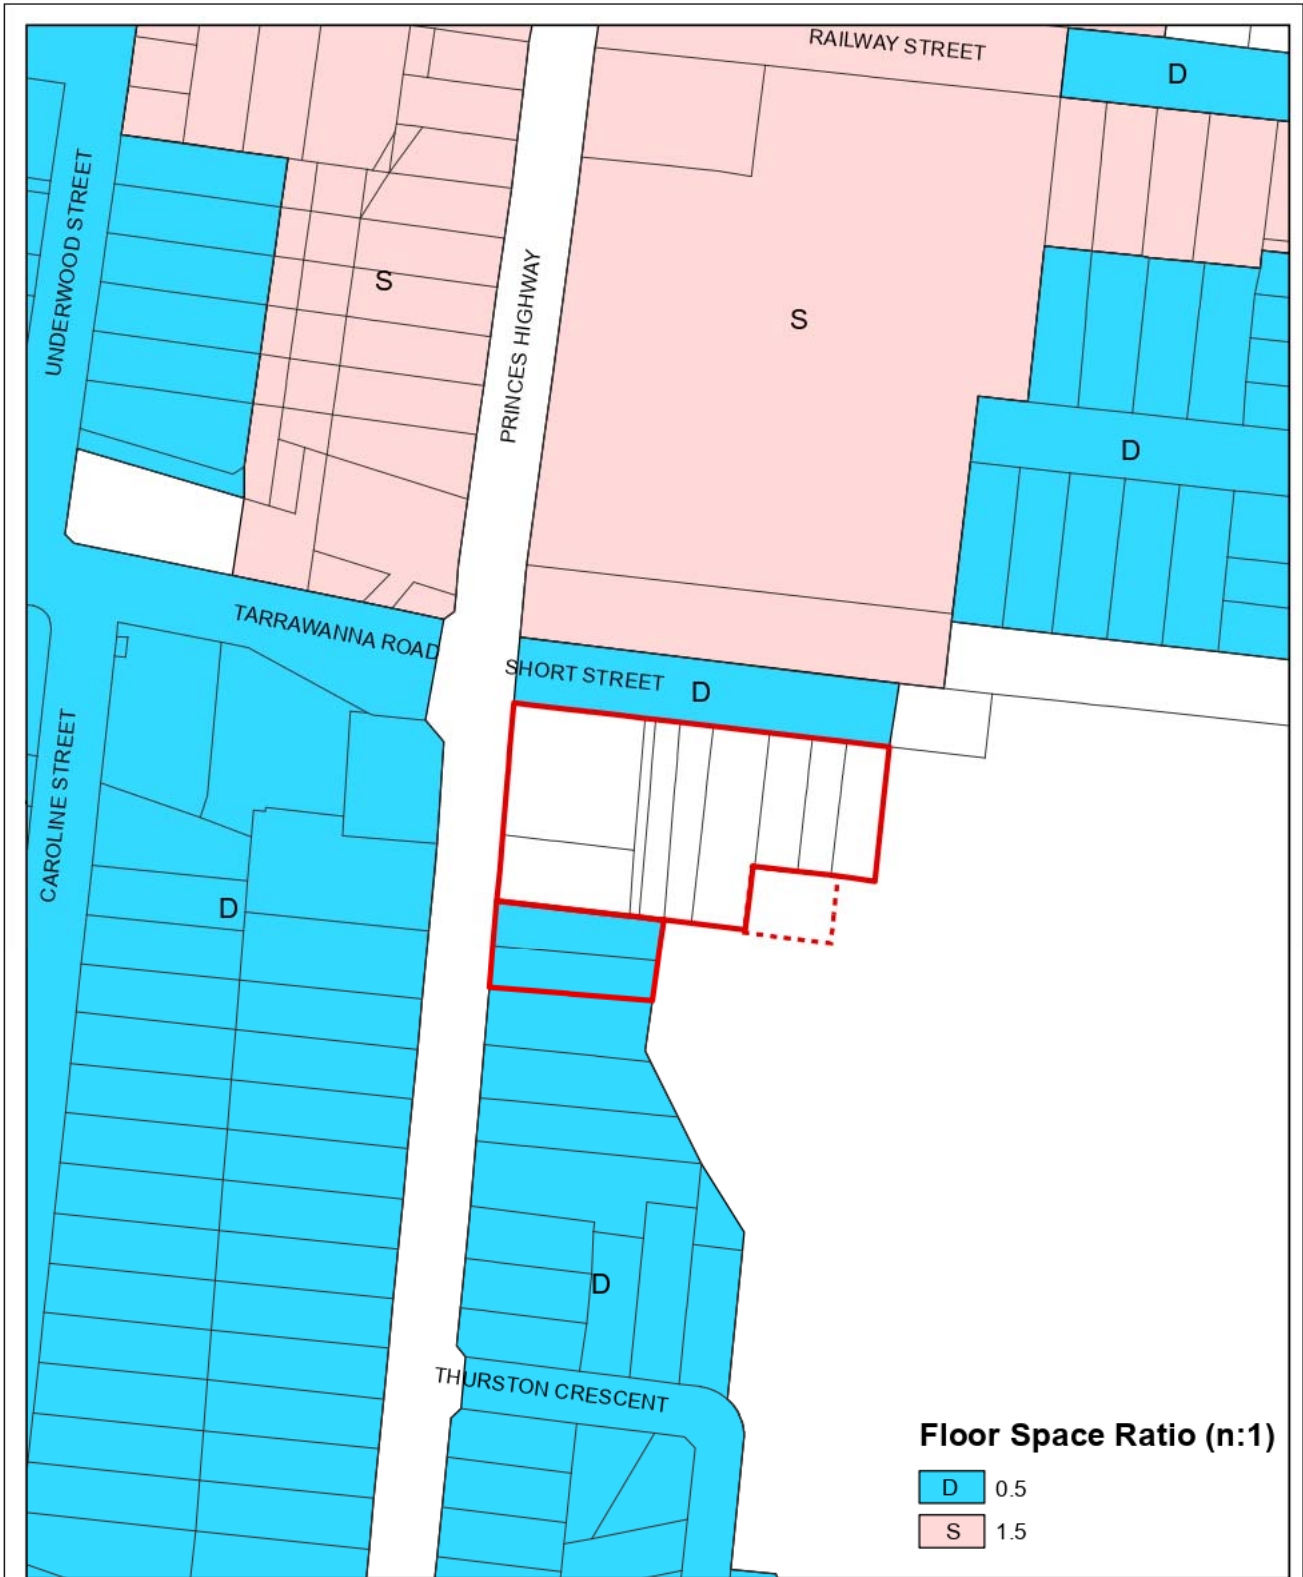 RAILWAY STREET
D
UNDERWOOD STREET
S
PRINCES HIGHWAY
S
D
TARRAWANNA ROAD
SHORT STREET
D
CAROLINE STREET
D
D
THURSTON CRESCENT
Floor Space Ratio (n:1)
D 0.5
S 1.5